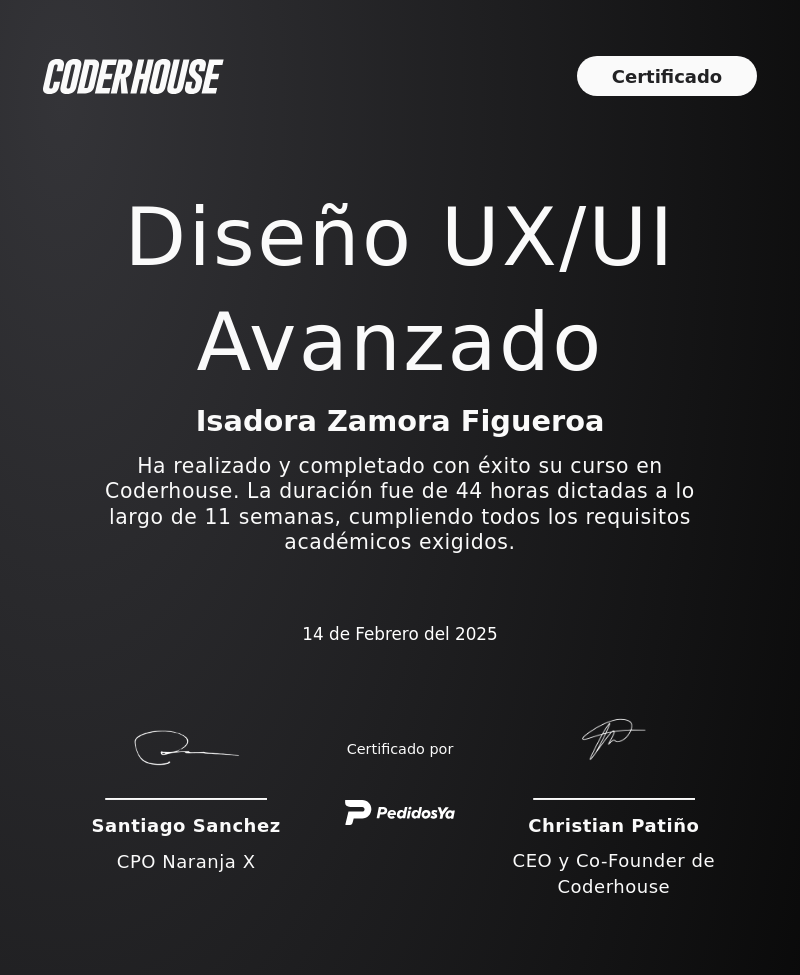 CODERHOUSE
Certificado
Diseño UX/UI
Avanzado
Isadora Zamora Figueroa
Ha realizado y completado con éxito su curso en
Coderhouse. La duración fue de 44 horas dictadas a lo
largo de 11 semanas, cumpliendo todos los requisitos
académicos exigidos.
14 de Febrero del 2025
Certificado por
PedidosYa
Santiago Sanchez
CPO Naranja X
Christian Patiño
CEO y Co-Founder de
Coderhouse